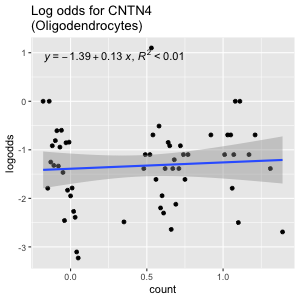 Log odds for CNTN4
(Oligodendrocytes)
y = −1.39 + 0.13 x, R² < 0.01
1
0
-1
-2
-3
logodds
0.0 0.5 1.0
count